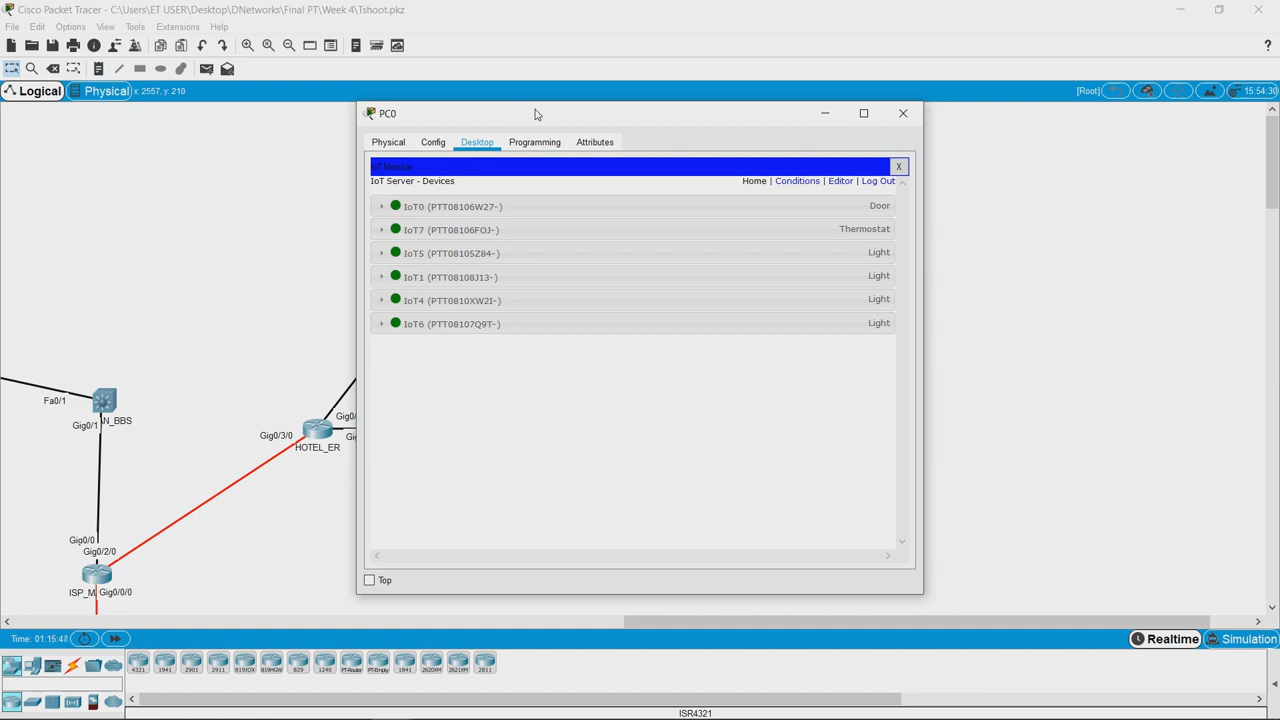 Cisco Packet Tracer - C:\Users\ET USER\Desktop\DNetworks\Final PT\Week 4\Tshoot.pkz
File Edit Options View Tools Extensions Help
?
Logical Physical x: 2557, y: 210 [Root] 15:54:30
PC0
Physical Config Desktop Programming Attributes
IoT Monitor X
IoT Server - Devices Home | Conditions | Editor | Log Out
IoT0 (PTT08106W27-) Door
IoT7 (PTT08106FOJ-) Thermostat
IoT5 (PTT08105Z84-) Light
IoT1 (PTT08108J13-) Light
IoT4 (PTT0810XW2I-) Light
IoT6 (PTT08107Q9T-) Light
Top
Fa0/1
N_BBS
Gig0/1
Gig0/
Gig0/3/0
HOTEL_ER
Gig0/0
Gig0/2/0
ISP_M Gig0/0/0
Time: 01:15:43 Realtime Simulation
4321 1941 2901 2911 819IOX 819HGW 829 1240 PT-Router PT-Empty 1841 2620XM 2621XM 2811
ISR4321